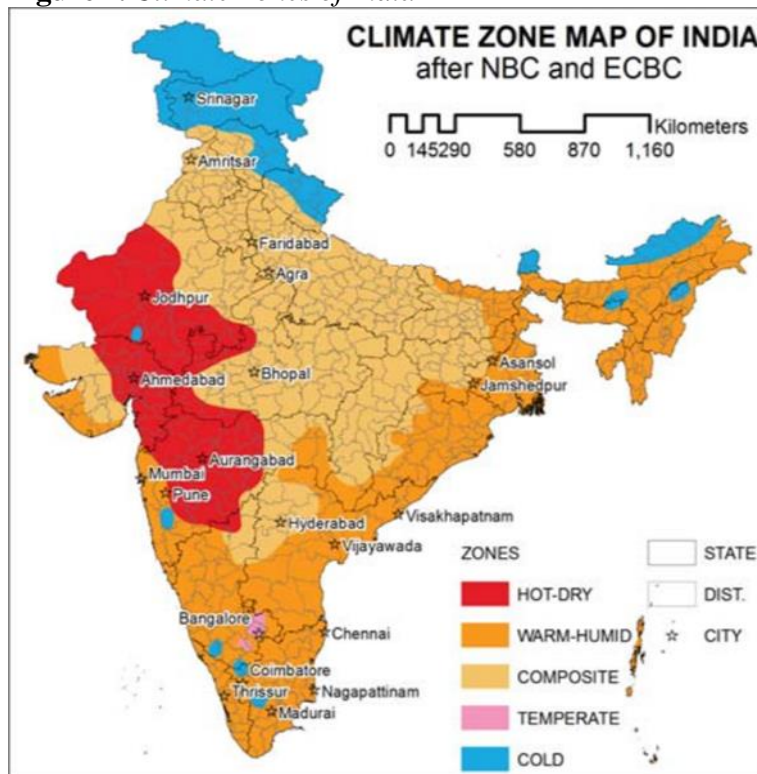 CLIMATE ZONE MAP OF INDIA
after NBC and ECBC
Kilometers
0 145290 580 870 1,160
Srinagar
Amritsar
Faridabad
Agra
Jodhpur
Ahmedabad
Bhopal
Asansol
Jamshedpur
Aurangabad
Mumbai
Pune
Hyderabad
Visakhapatnam
Vijayawada
Bangalore
Chennai
Coimbatore
Thrissur
Nagapattinam
Madurai
ZONES
HOT-DRY
WARM-HUMID
COMPOSITE
TEMPERATE
COLD
STATE
DIST.
CITY